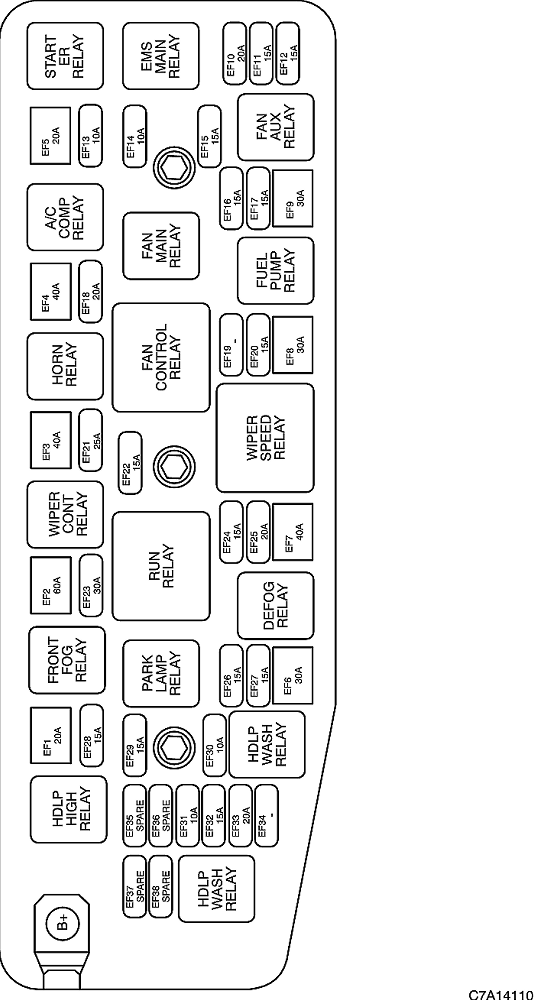 START
ER
RELAY
EMS
MAIN
RELAY
EF10
20A
EF11
15A
EF12
15A
EF5
20A
EF13
10A
EF14
10A
EF15
15A
FAN
AUX
RELAY
A/C
COMP
RELAY
FAN
MAIN
RELAY
EF16
15A
EF17
15A
EF9
30A
FUEL
PUMP
RELAY
EF4
40A
EF18
20A
FAN
CONTROL
RELAY
EF19
-
EF20
15A
EF8
30A
HORN
RELAY
WIPER
SPEED
RELAY
EF3
40A
EF21
25A
EF22
15A
WIPER
CONT
RELAY
RUN
RELAY
EF24
15A
EF25
20A
EF7
40A
EF2
60A
EF23
30A
DEFOG
RELAY
FRONT
FOG
RELAY
PARK
LAMP
RELAY
EF26
15A
EF27
15A
EF6
30A
EF1
20A
EF28
15A
EF29
15A
EF30
10A
HDLP
WASH
RELAY
HDLP
HIGH
RELAY
EF35
SPARE
EF36
SPARE
EF31
10A
EF32
15A
EF33
20A
EF34
-
EF37
SPARE
EF38
SPARE
HDLP
WASH
RELAY
B+
C7A14110